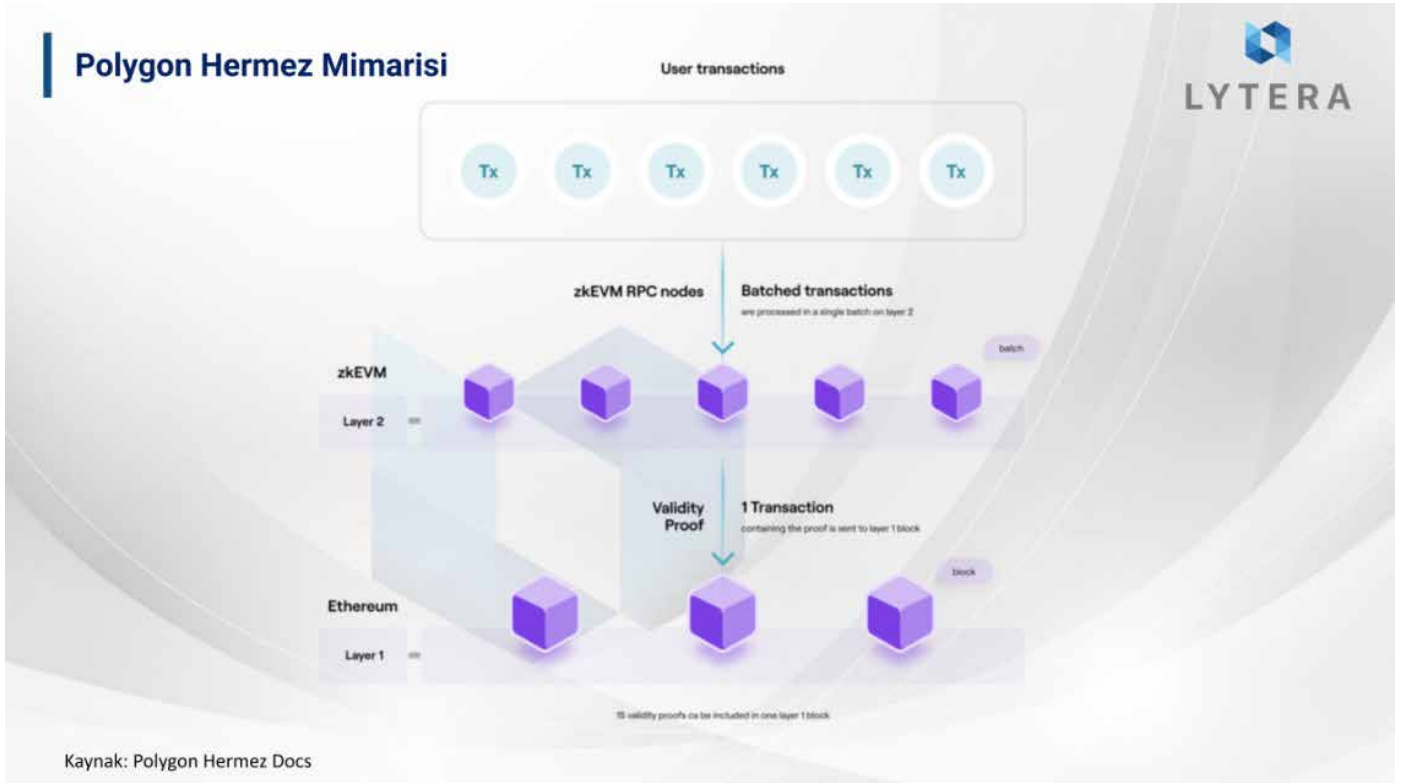 Polygon Hermez Mimarisi
LYTERA
User transactions
Tx Tx Tx Tx Tx Tx
zkEVM RPC nodes
Batched transactions
are processed in a single batch on layer 2
batch
zkEVM
Layer 2
Validity
Proof
1 Transaction
containing the proof is sent to layer 1 block
block
Ethereum
Layer 1
15 validity proofs ca be included in one layer 1 block
Kaynak: Polygon Hermez Docs